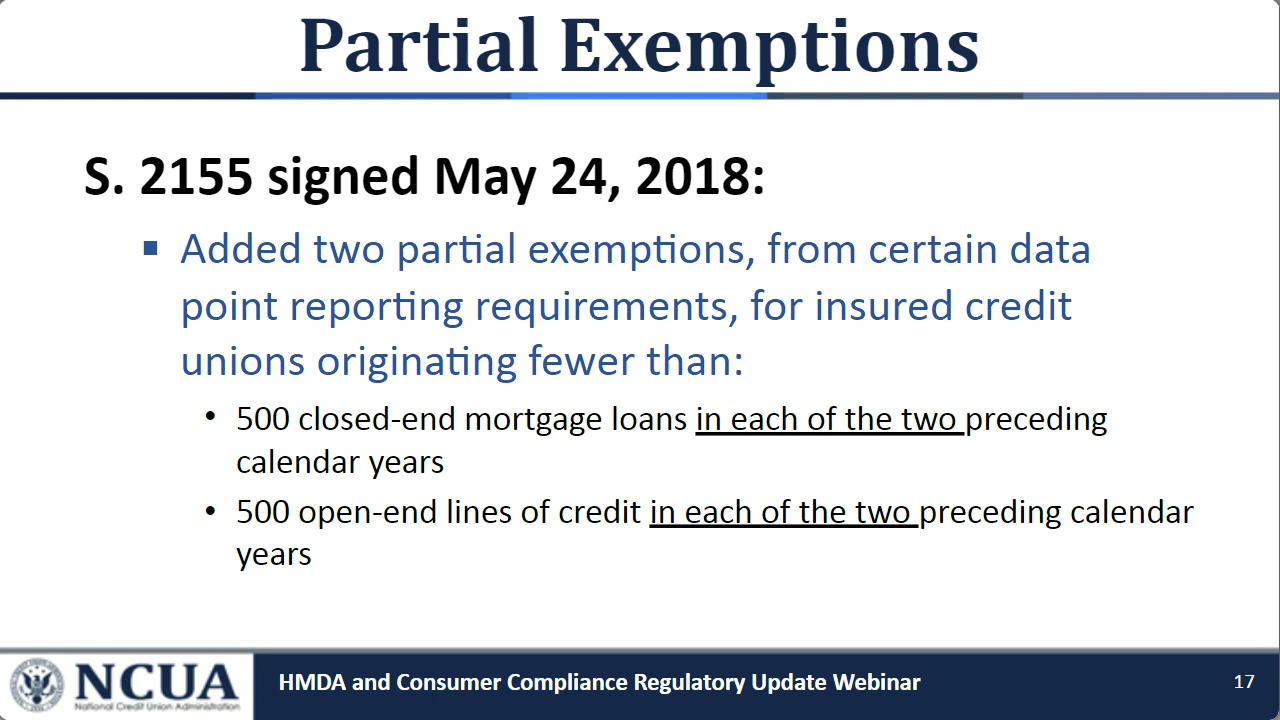 Partial Exemptions
S. 2155 signed May 24, 2018:
▪ Added two partial exemptions, from certain data
point reporting requirements, for insured credit
unions originating fewer than:
• 500 closed-end mortgage loans in each of the two preceding
calendar years
• 500 open-end lines of credit in each of the two preceding calendar
years
NCUA
National Credit Union Administration
HMDA and Consumer Compliance Regulatory Update Webinar
17